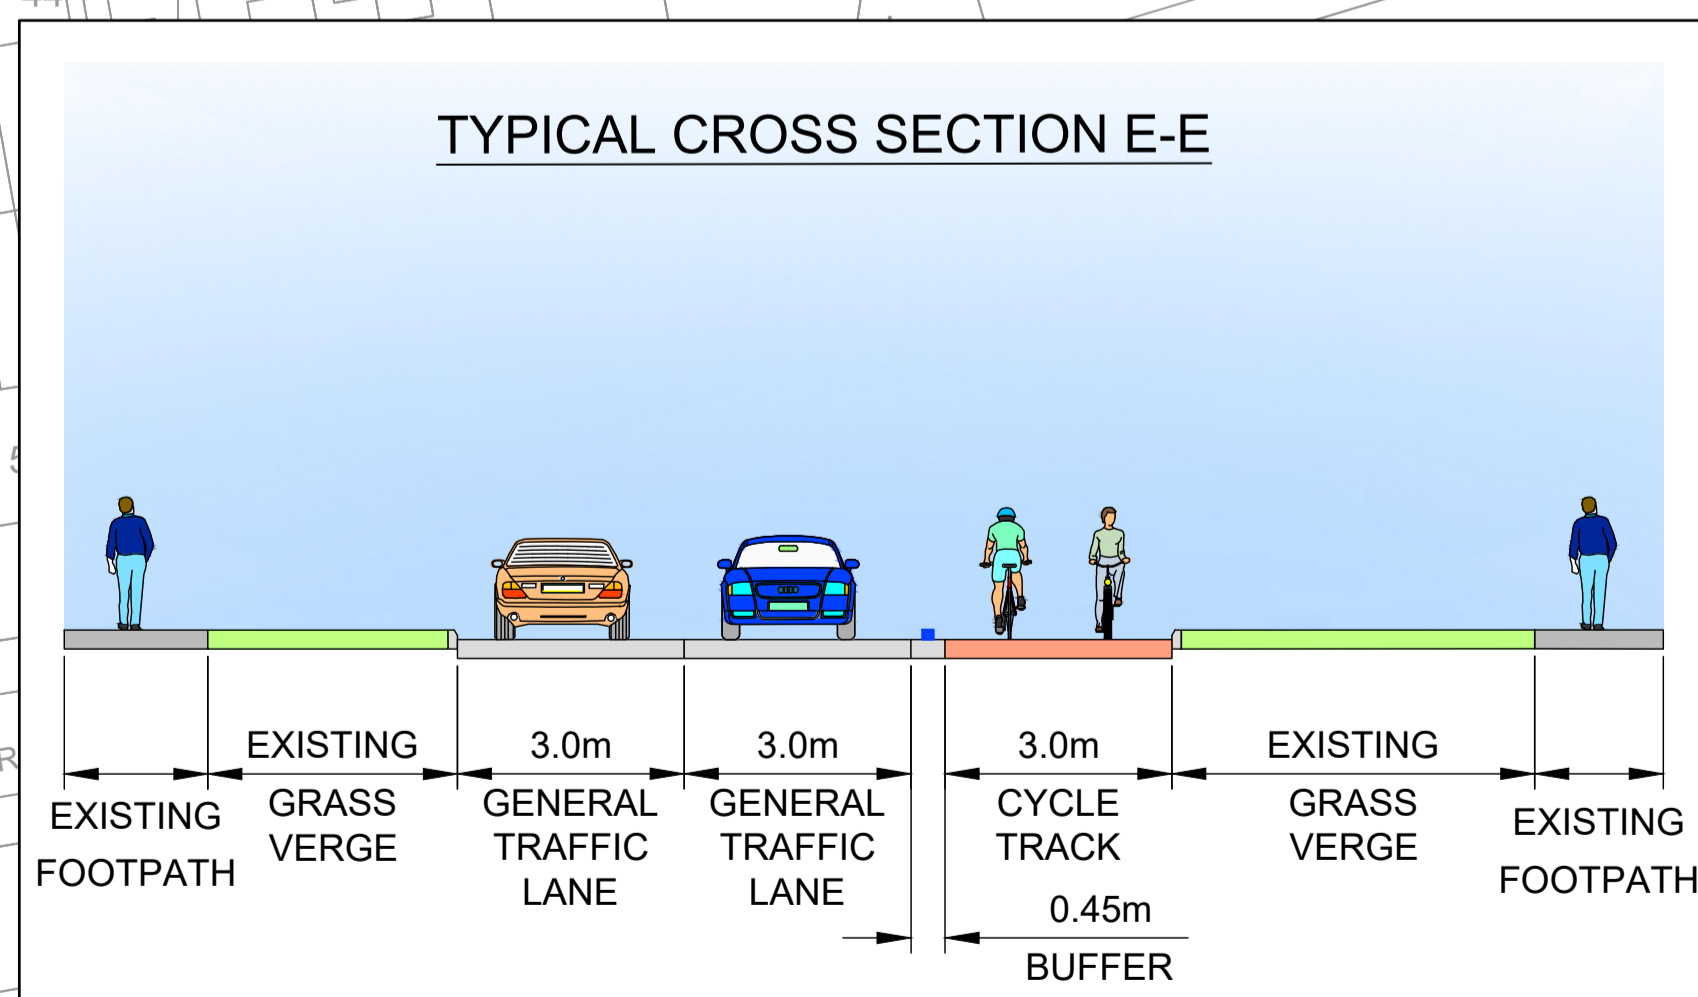 TYPICAL CROSS SECTION E-E
EXISTING
FOOTPATH
EXISTING
GRASS
VERGE
3.0m
GENERAL
TRAFFIC
LANE
3.0m
GENERAL
TRAFFIC
LANE
3.0m
CYCLE
TRACK
0.45m
BUFFER
EXISTING
GRASS
VERGE
EXISTING
FOOTPATH